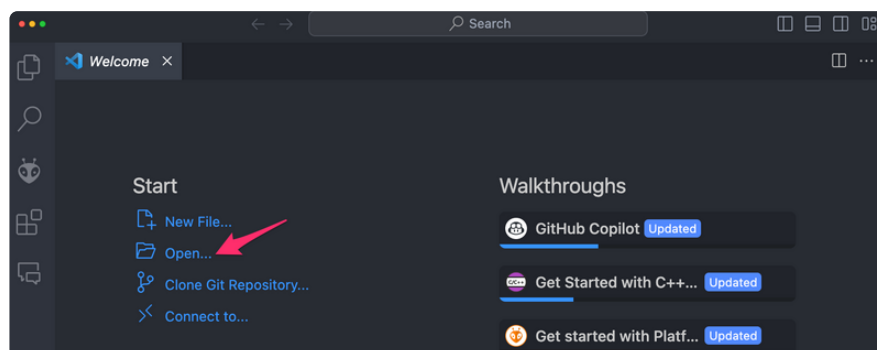 Search
Welcome
Start
New File...
Open...
Clone Git Repository...
Connect to...
Walkthroughs
GitHub Copilot Updated
C/C++
Get Started with C++... Updated
Get started with Platf... Updated